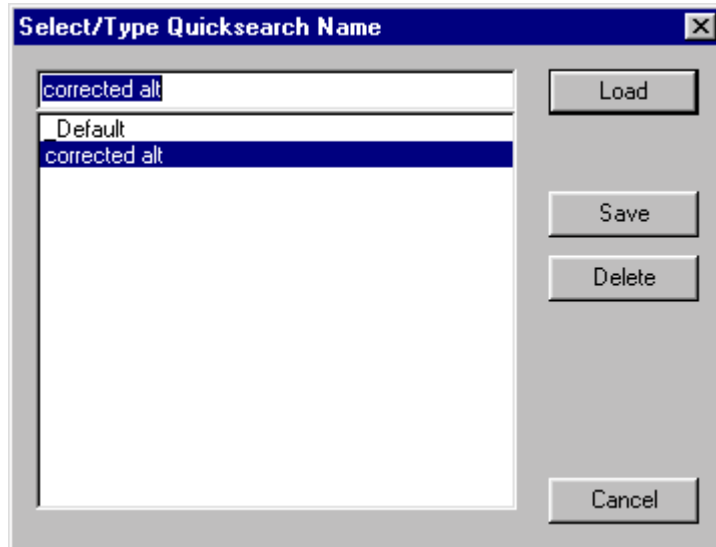 Select/Type Quicksearch Name
corrected alt
Load
_Default
corrected alt
Save
Delete
Cancel